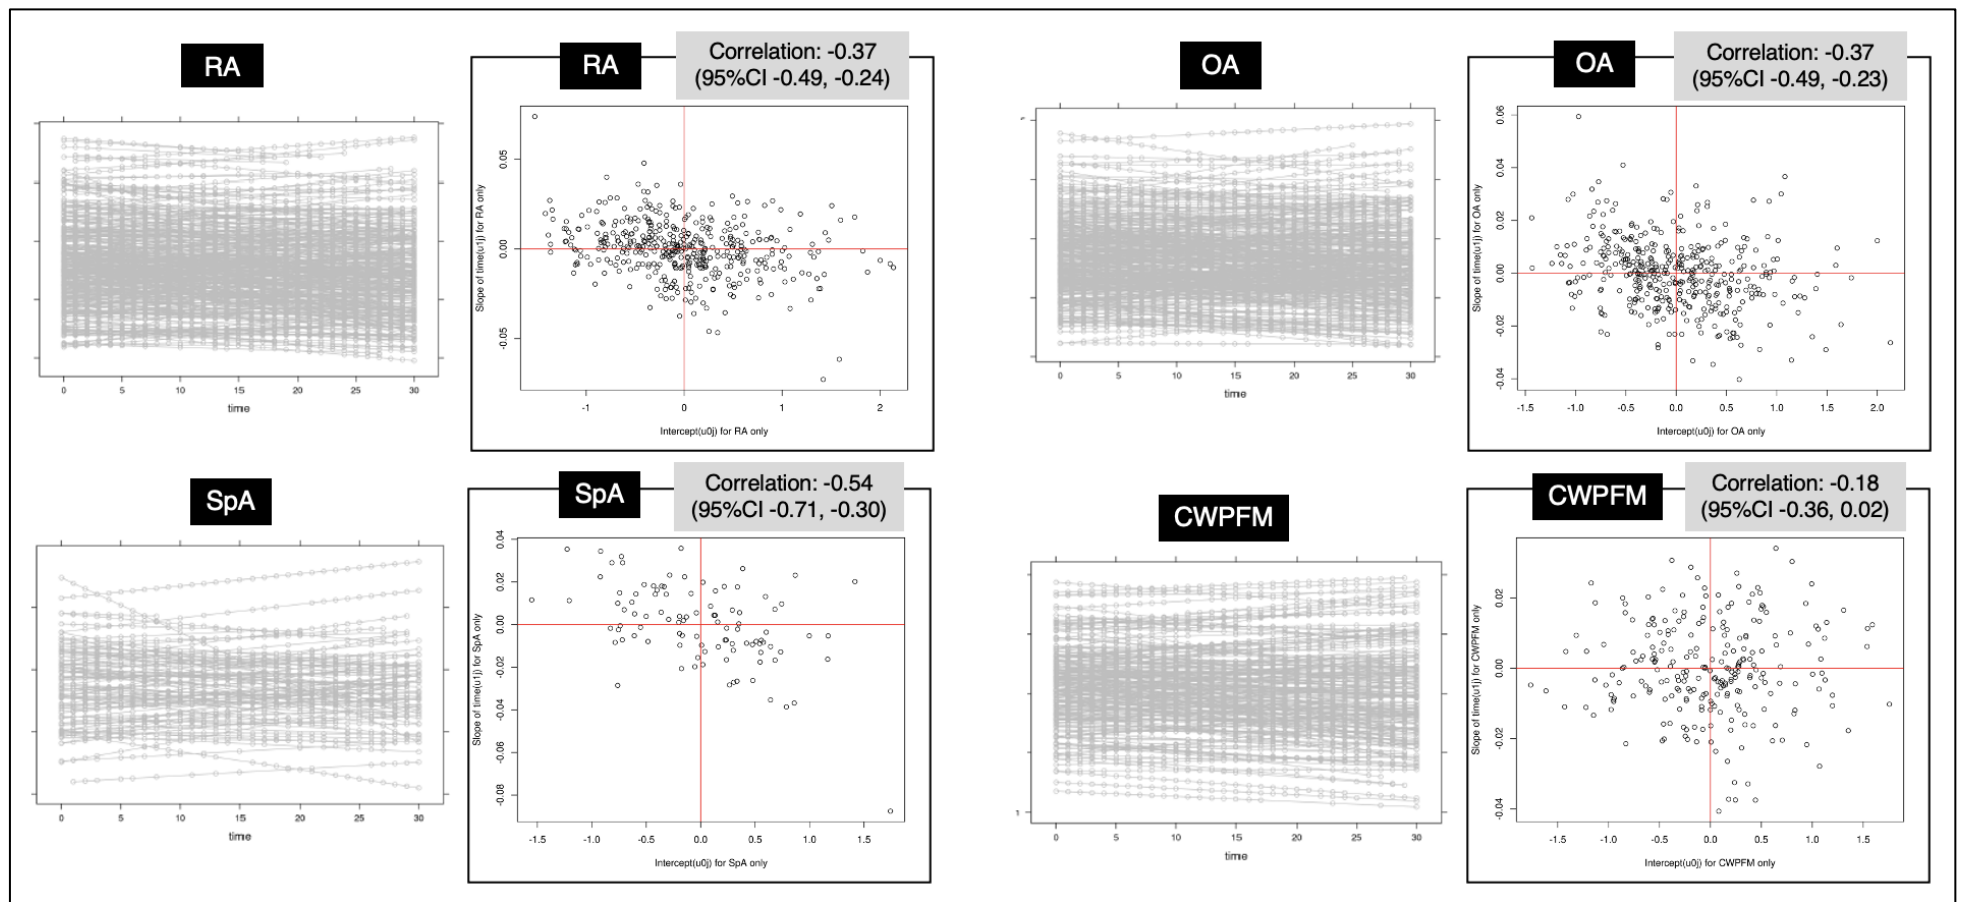 RA
0
5
10
15
20
25
30
time
RA
Correlation: -0.37
(95%CI -0.49, -0.24)
0.05
0.00
-0.05
Slope of time(u1j) for RA only
-1
0
1
2
Intercept(u0j) for RA only
OA
0
5
10
15
20
25
30
time
OA
Correlation: -0.37
(95%CI -0.49, -0.23)
0.06
0.04
0.02
0.00
-0.02
-0.04
Slope of time(u1j) for OA only
-1.5
-1.0
-0.5
0.0
0.5
1.0
1.5
2.0
Intercept(u0j) for OA only
SpA
0
5
10
15
20
25
30
time
SpA
Correlation: -0.54
(95%CI -0.71, -0.30)
0.04
0.02
0.00
-0.02
-0.04
-0.06
-0.08
Slope of time(u1j) for SpA only
-1.5
-1.0
-0.5
0.0
0.5
1.0
1.5
Intercept(u0j) for SpA only
CWPFM
1
0
5
10
15
20
25
30
time
CWPFM
Correlation: -0.18
(95%CI -0.36, 0.02)
0.02
0.00
-0.02
-0.04
Slope of time(u1j) for CWPFM only
-1.5
-1.0
-0.5
0.0
0.5
1.0
1.5
Intercept(u0j) for CWPFM only